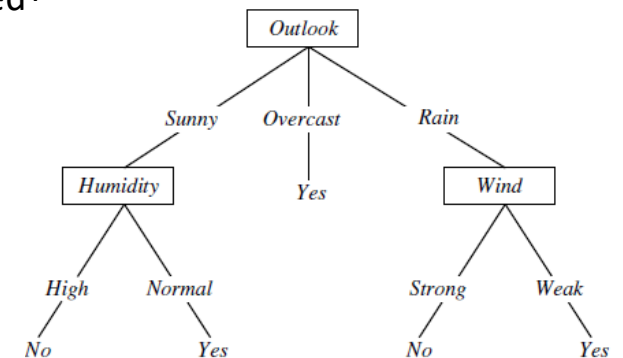 Outlook
Sunny Overcast Rain
Humidity Yes Wind
High Normal Strong Weak
No Yes No Yes